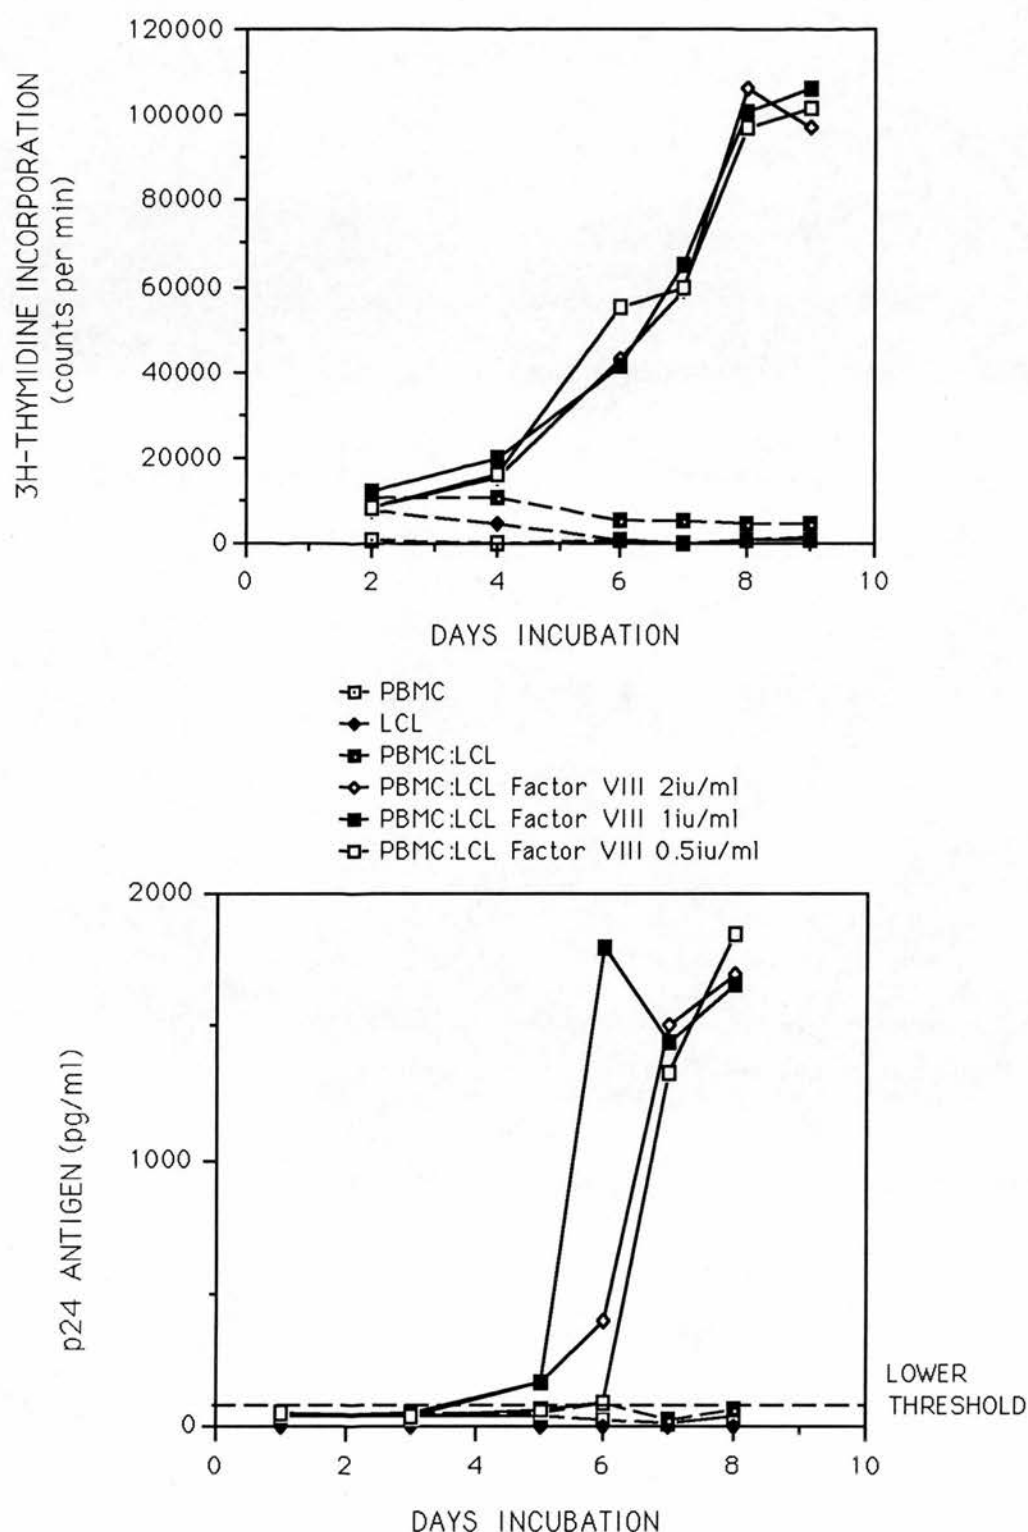 120000
100000
80000
60000
40000
20000
0
3H-THYMIDINE INCORPORATION
(counts per min)
0 2 4 6 8 10
DAYS INCUBATION
PBMC
LCL
PBMC:LCL
PBMC:LCL Factor VIII 2iu/ml
PBMC:LCL Factor VIII 1iu/ml
PBMC:LCL Factor VIII 0.5iu/ml
2000
1000
0
p24 ANTIGEN (pg/ml)
LOWER
THRESHOLD
0 2 4 6 8 10
DAYS INCUBATION